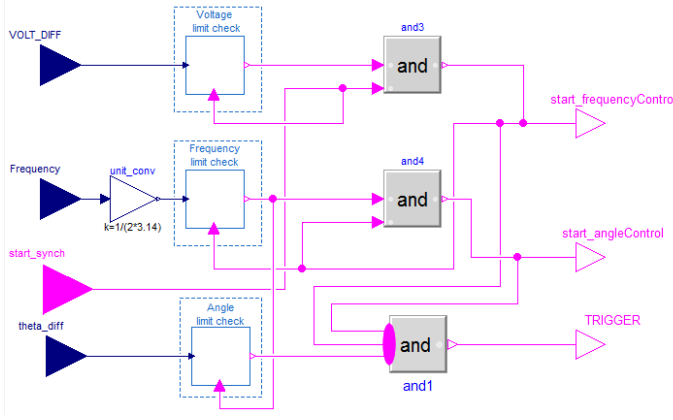 Voltage
limit check
and3
VOLT_DIFF
and
start_frequencyContro
Frequency
limit check
and4
Frequency
unit_conv
and
k=1/(2*3.14)
start_angleControl
start_synch
Angle
limit check
theta_diff
TRIGGER
and
and1